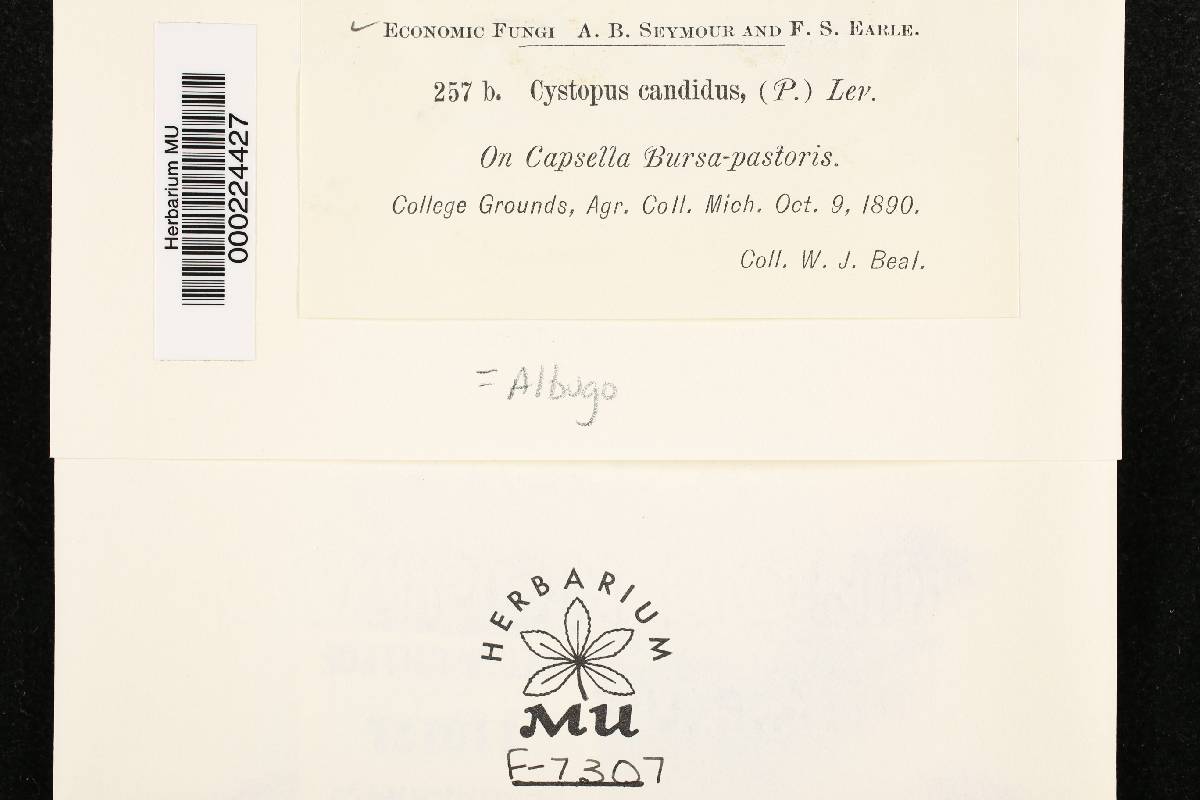 Economic Fungi A. B. Seymour and F. S. Earle.
257 b. Cystopus candidus, (P.) Lev.
On Capsella Bursa-pastoris.
College Grounds, Agr. Coll. Mich. Oct. 9, 1890.
Coll. W. J. Beal.
Herbarium MU
000224427
= Albugo
HERBARIUM
MU
F-7307